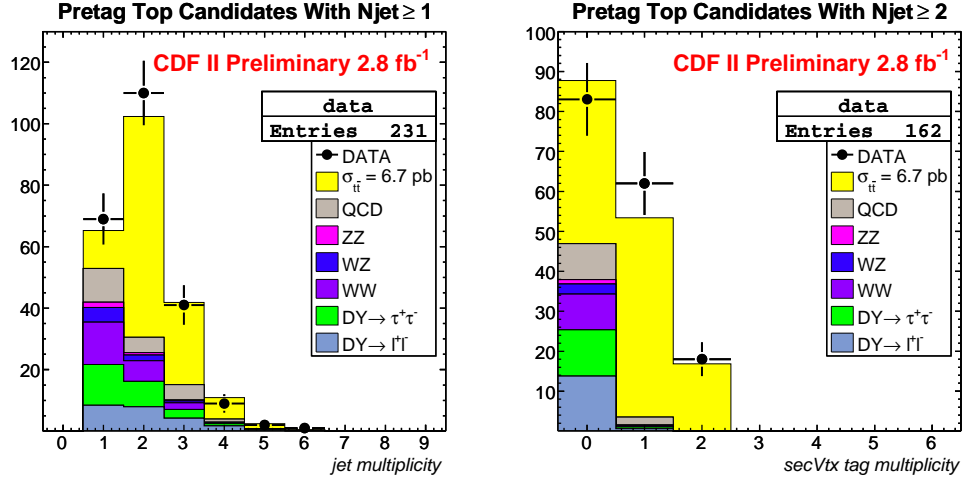 Pretag Top Candidates With Njet ≥ 1
CDF II Preliminary 2.8 fb⁻¹
data
Entries 231
DATA
σ_tt̄ = 6.7 pb
QCD
ZZ
WZ
WW
DY→ τ⁺τ⁻
DY→ l⁺l⁻
120
100
80
60
40
20
0 1 2 3 4 5 6 7 8 9
jet multiplicity
Pretag Top Candidates With Njet ≥ 2
CDF II Preliminary 2.8 fb⁻¹
data
Entries 162
DATA
σ_tt̄ = 6.7 pb
QCD
ZZ
WZ
WW
DY→ τ⁺τ⁻
DY→ l⁺l⁻
100
90
80
70
60
50
40
30
20
10
0 1 2 3 4 5 6
secVtx tag multiplicity